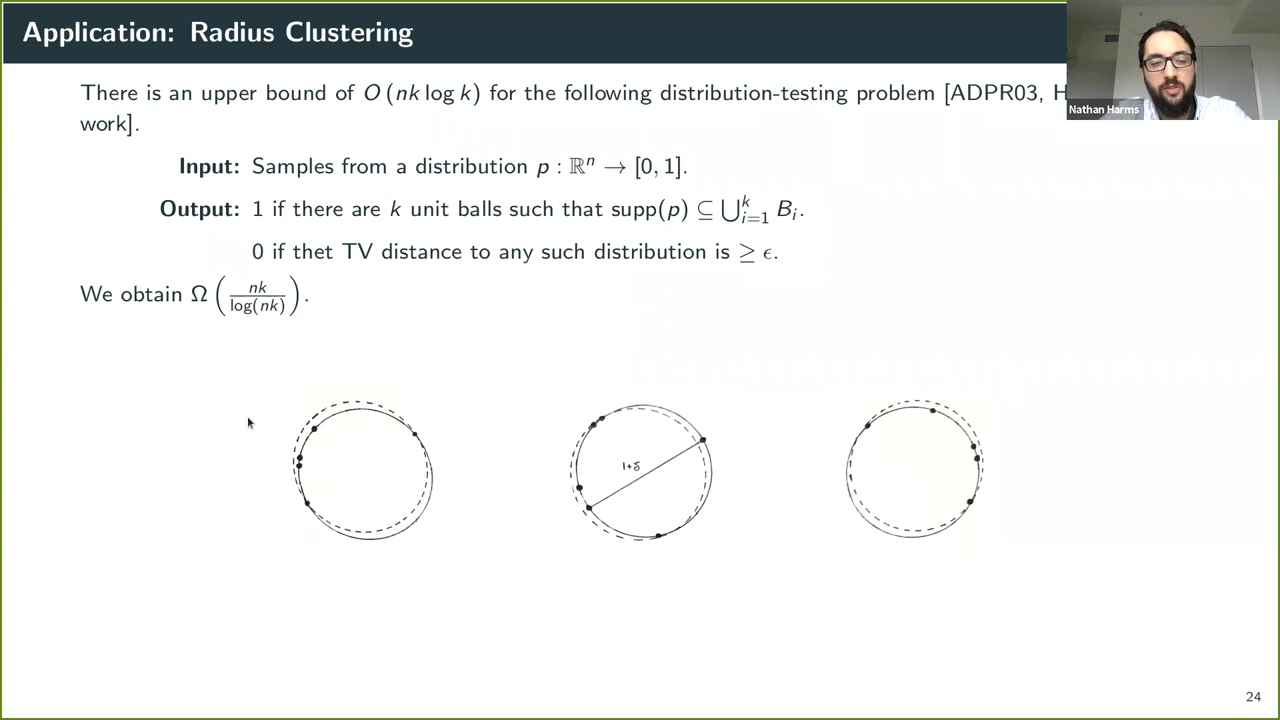 Application: Radius Clustering
Nathan Harms
There is an upper bound of O (nk log k) for the following distribution-testing problem [ADPR03, H
work].
Input: Samples from a distribution p : ℝⁿ → [0, 1].
Output: 1 if there are k unit balls such that supp(p) ⊆ ⋃ᵏᵢ₌₁ Bᵢ.
0 if thet TV distance to any such distribution is ≥ ϵ.
We obtain Ω (nk / log(nk)).
1+δ
24